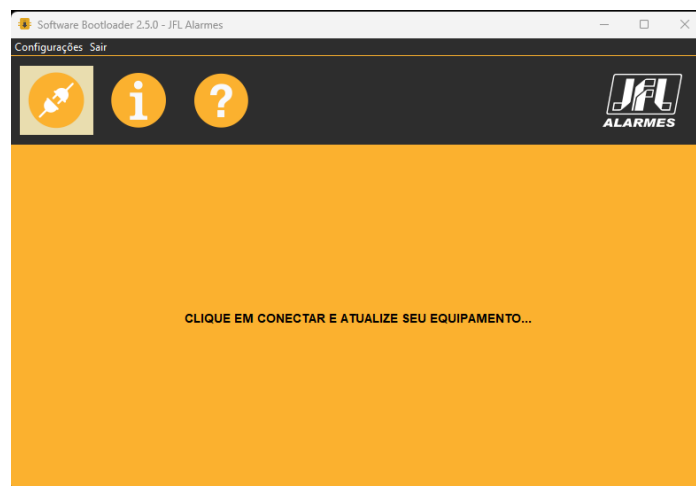 Software Bootloader 2.5.0 - JFL Alarmes
Configurações Sair
i ?
JFL
ALARMES
CLIQUE EM CONECTAR E ATUALIZE SEU EQUIPAMENTO...